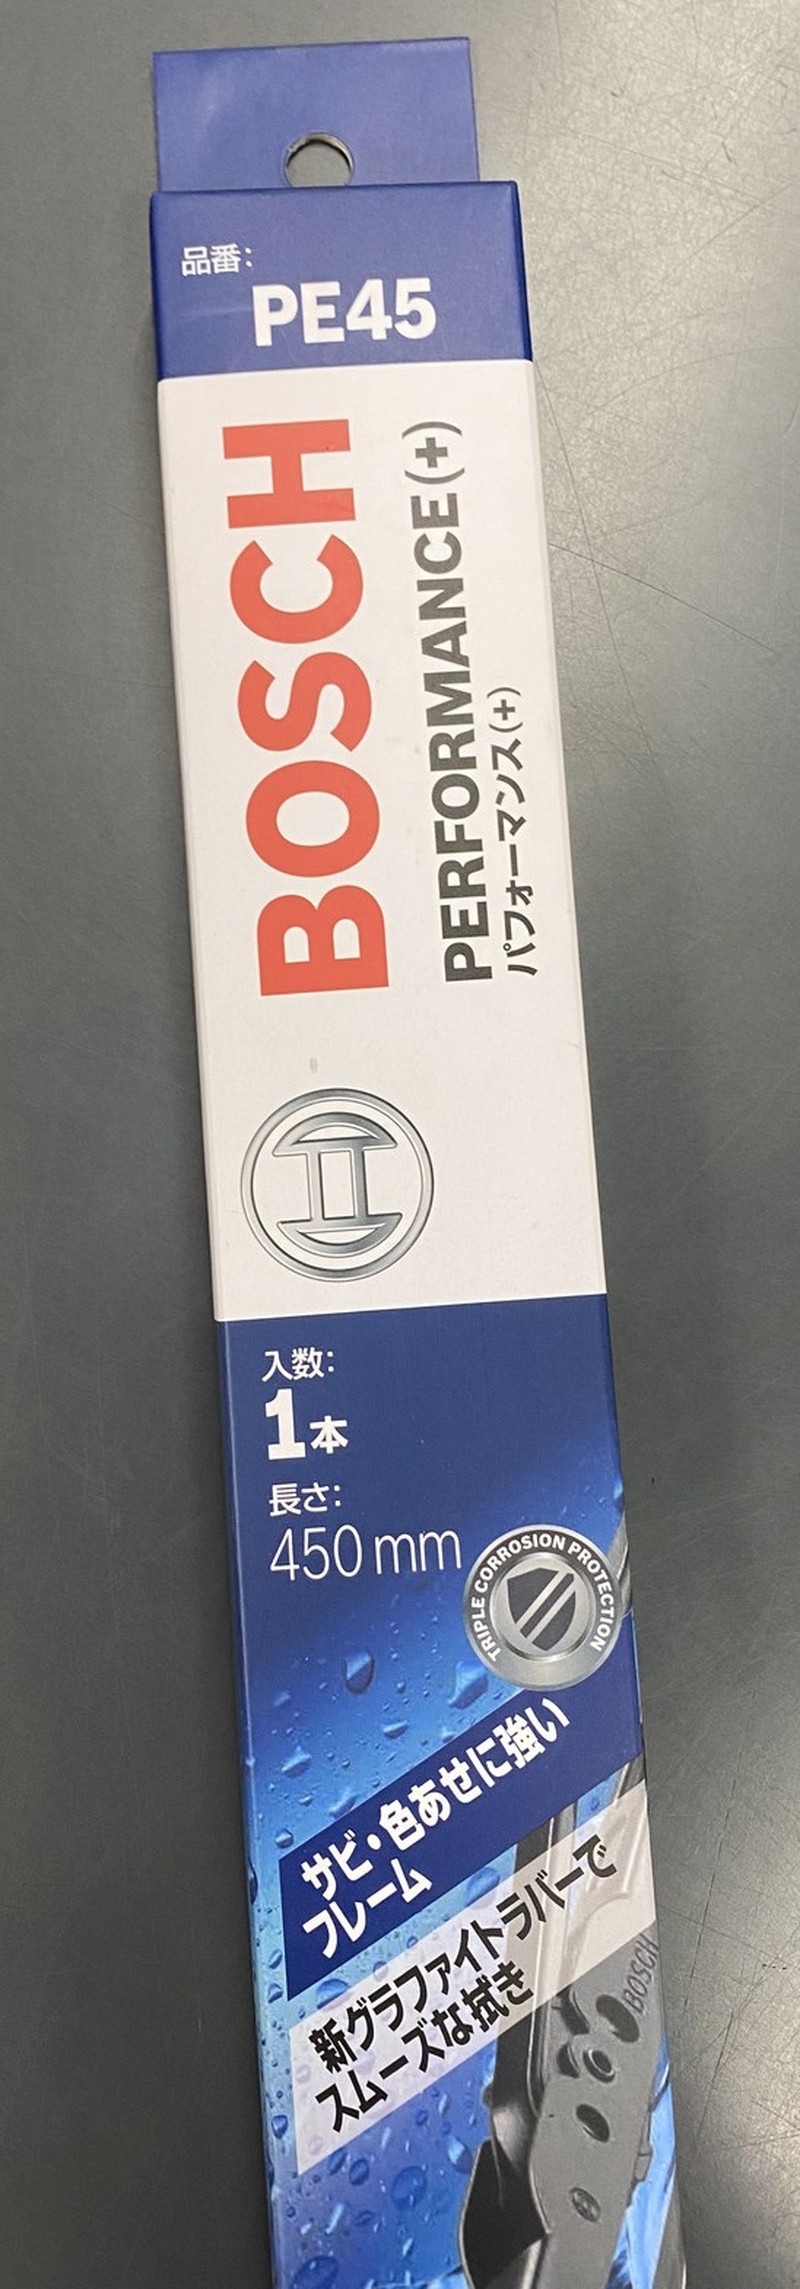 品番:
PE45
BOSCH
PERFORMANCE(+)
パフォーマンス(+)
入数:
1本
長さ:
450mm
TRIPLE CORROSION PROTECTION
サビ・色あせに強い
フレーム
新グラファイトラバーで
スムーズな拭き
BOSCH